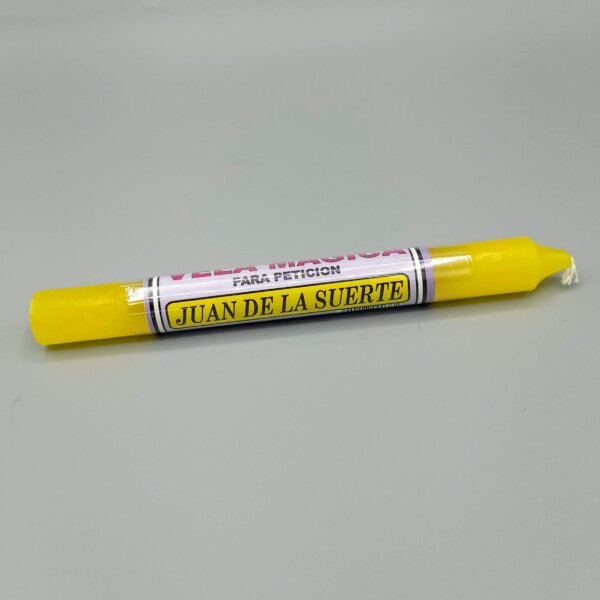 VELA MAGICA
PARA PETICION
JUAN DE LA SUERTE